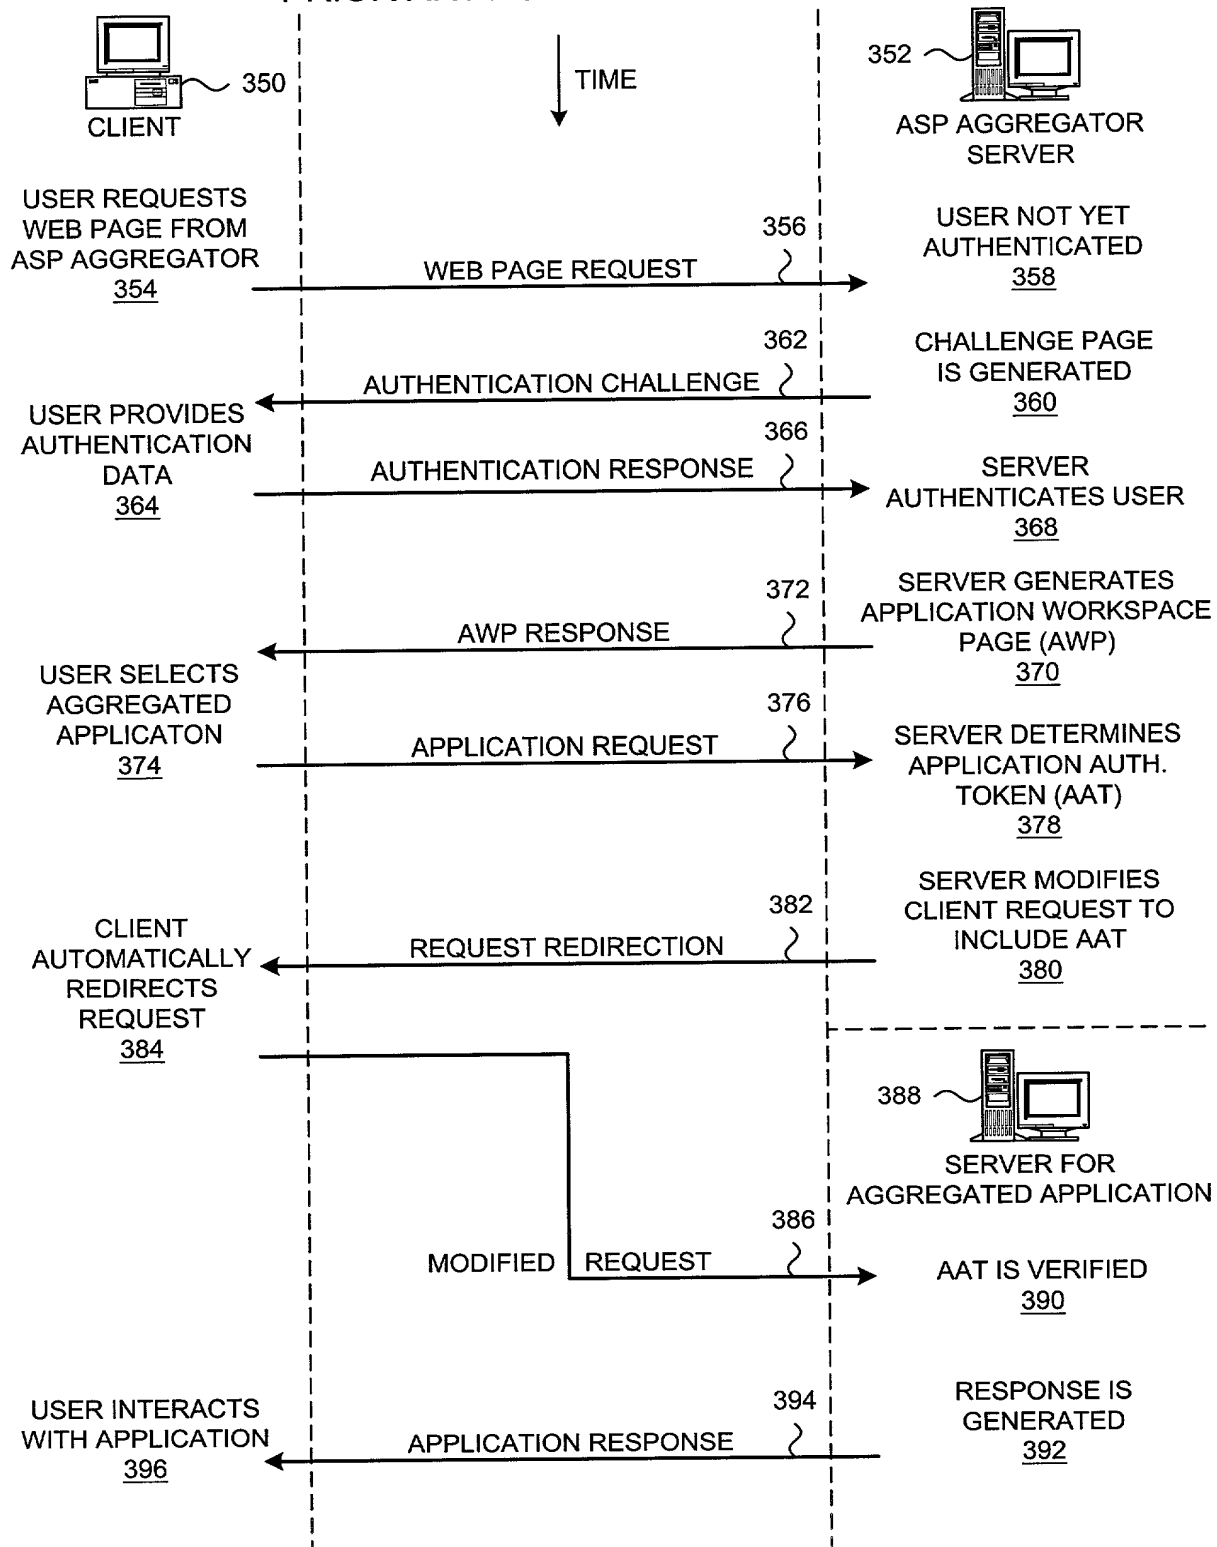 350
CLIENT
TIME
352
ASP AGGREGATOR
SERVER
USER REQUESTS
WEB PAGE FROM
ASP AGGREGATOR
354
WEB PAGE REQUEST
356
USER NOT YET
AUTHENTICATED
358
CHALLENGE PAGE
IS GENERATED
360
AUTHENTICATION CHALLENGE
362
USER PROVIDES
AUTHENTICATION
DATA
364
AUTHENTICATION RESPONSE
366
SERVER
AUTHENTICATES USER
368
SERVER GENERATES
APPLICATION WORKSPACE
PAGE (AWP)
370
AWP RESPONSE
372
USER SELECTS
AGGREGATED
APPLICATON
374
APPLICATION REQUEST
376
SERVER DETERMINES
APPLICATION AUTH.
TOKEN (AAT)
378
SERVER MODIFIES
CLIENT REQUEST TO
INCLUDE AAT
380
REQUEST REDIRECTION
382
CLIENT
AUTOMATICALLY
REDIRECTS
REQUEST
384
388
SERVER FOR
AGGREGATED APPLICATION
MODIFIED REQUEST
386
AAT IS VERIFIED
390
RESPONSE IS
GENERATED
392
APPLICATION RESPONSE
394
USER INTERACTS
WITH APPLICATION
396